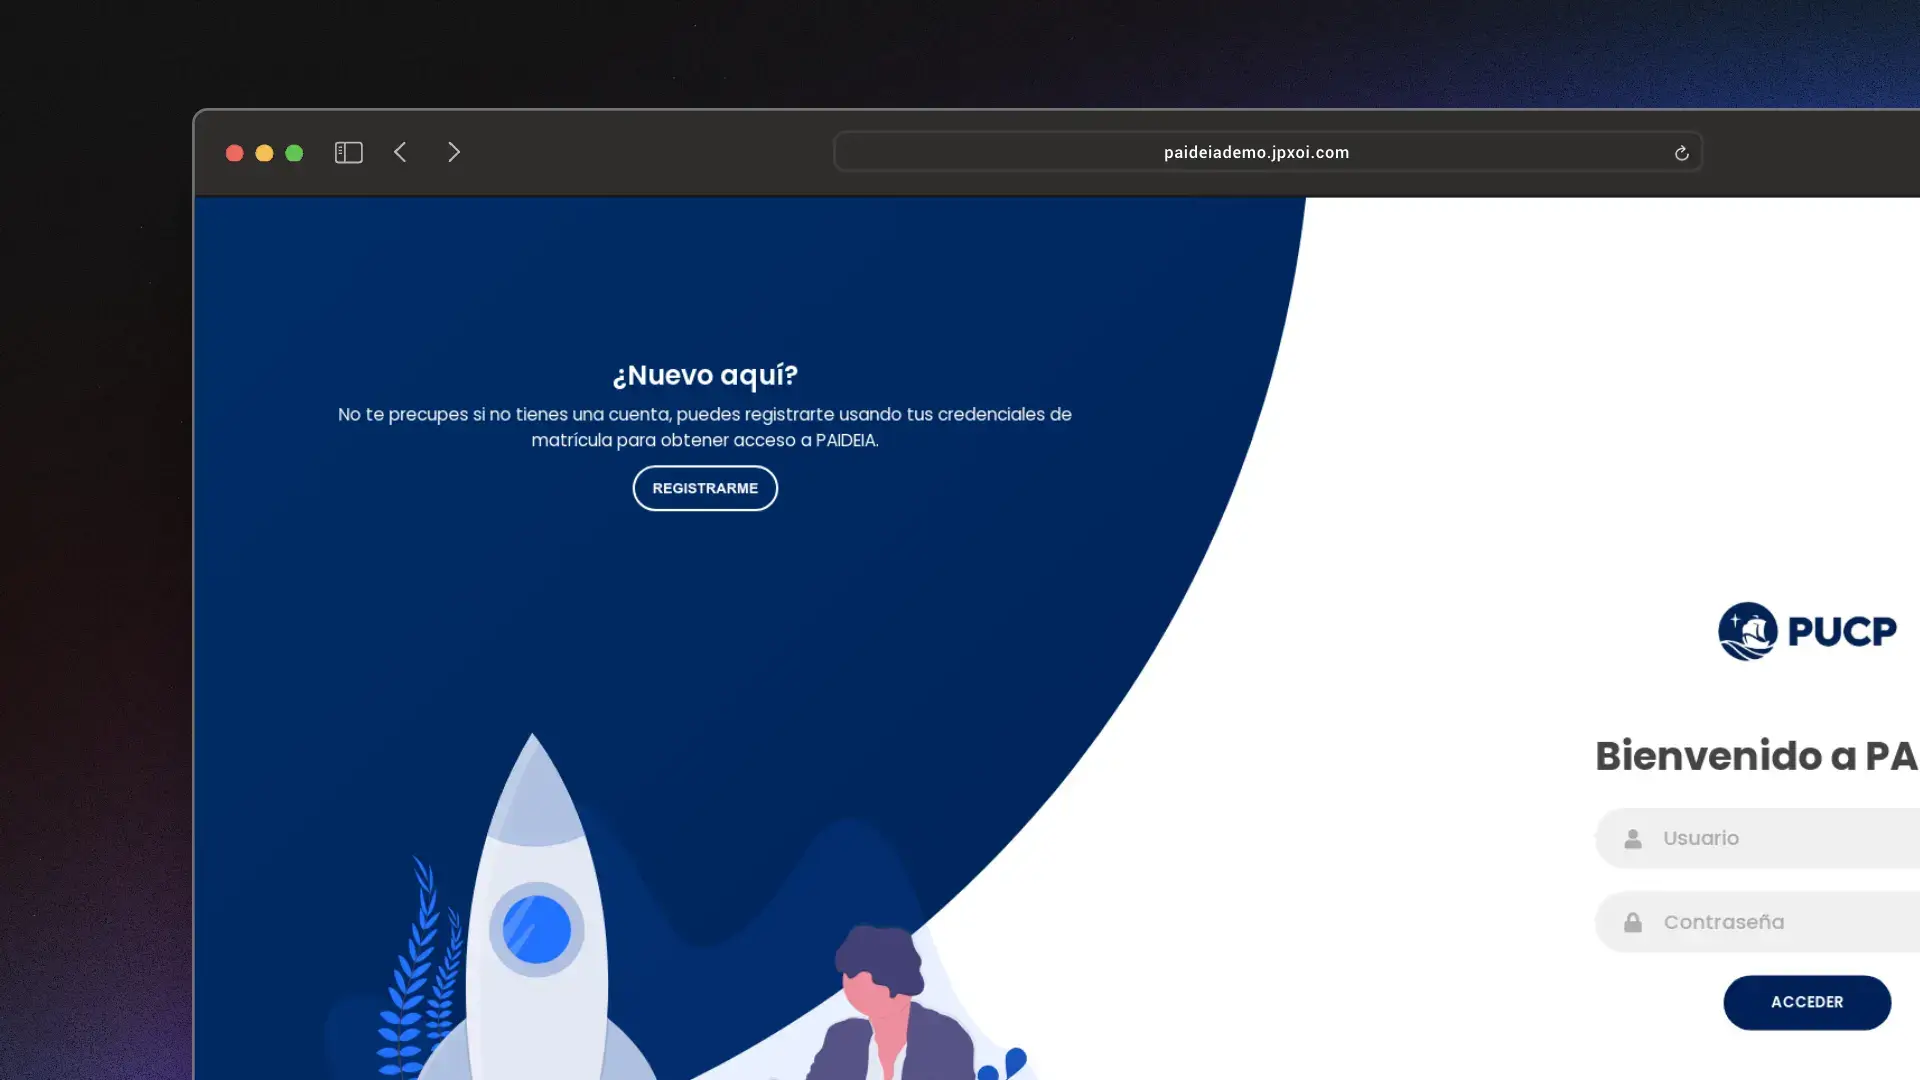 paideiademo.jpxoi.com
¿Nuevo aquí?
No te precupes si no tienes una cuenta, puedes registrarte usando tus credenciales de
matrícula para obtener acceso a PAIDEIA.
REGISTRARME
PUCP
Bienvenido a PA
Usuario
Contraseña
ACCEDER